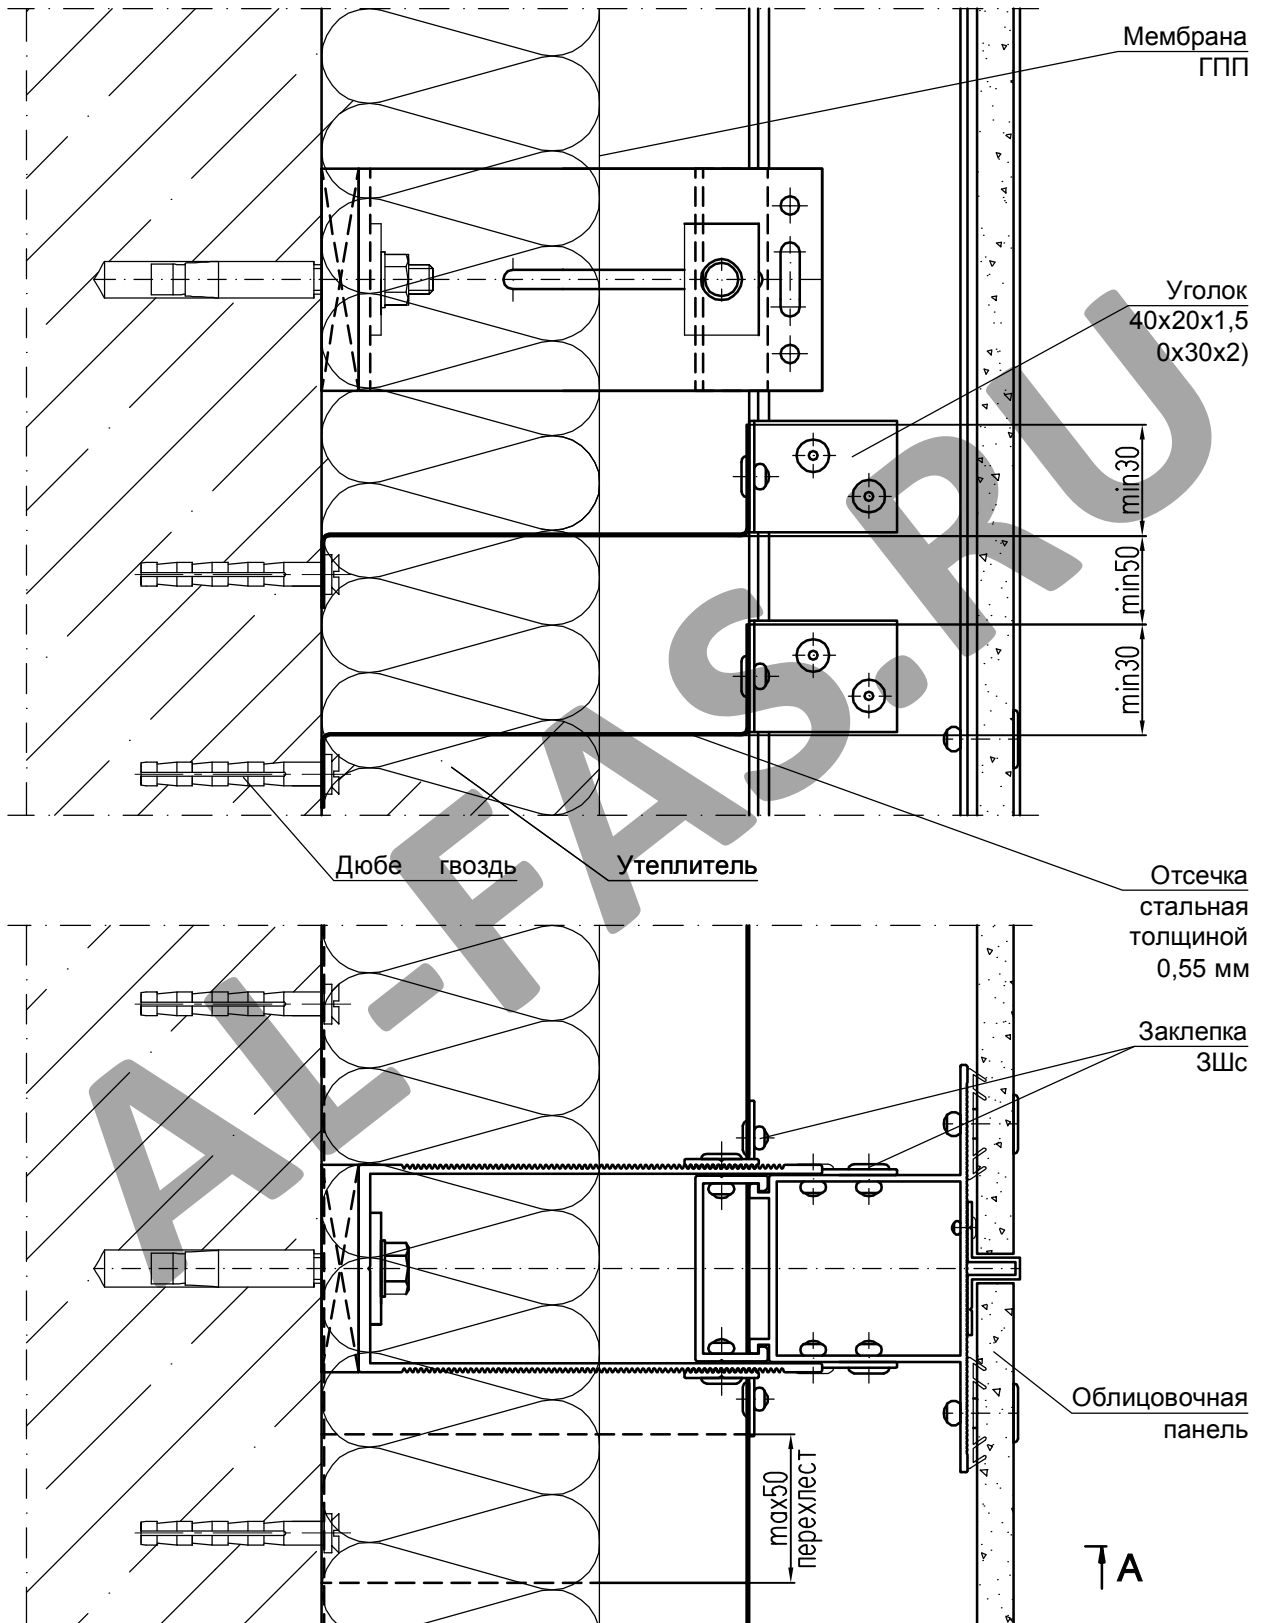 Мембрана
ГПП
Уголок
40х20х1,5
0х30х2)
min30
min50
min30
Дюбе гвоздь
Утеплитель
Отсечка
стальная
толщиной
0,55 мм
Заклепка
ЗШс
Облицовочная
панель
max50
перехлест
А
AL-FAS.RU